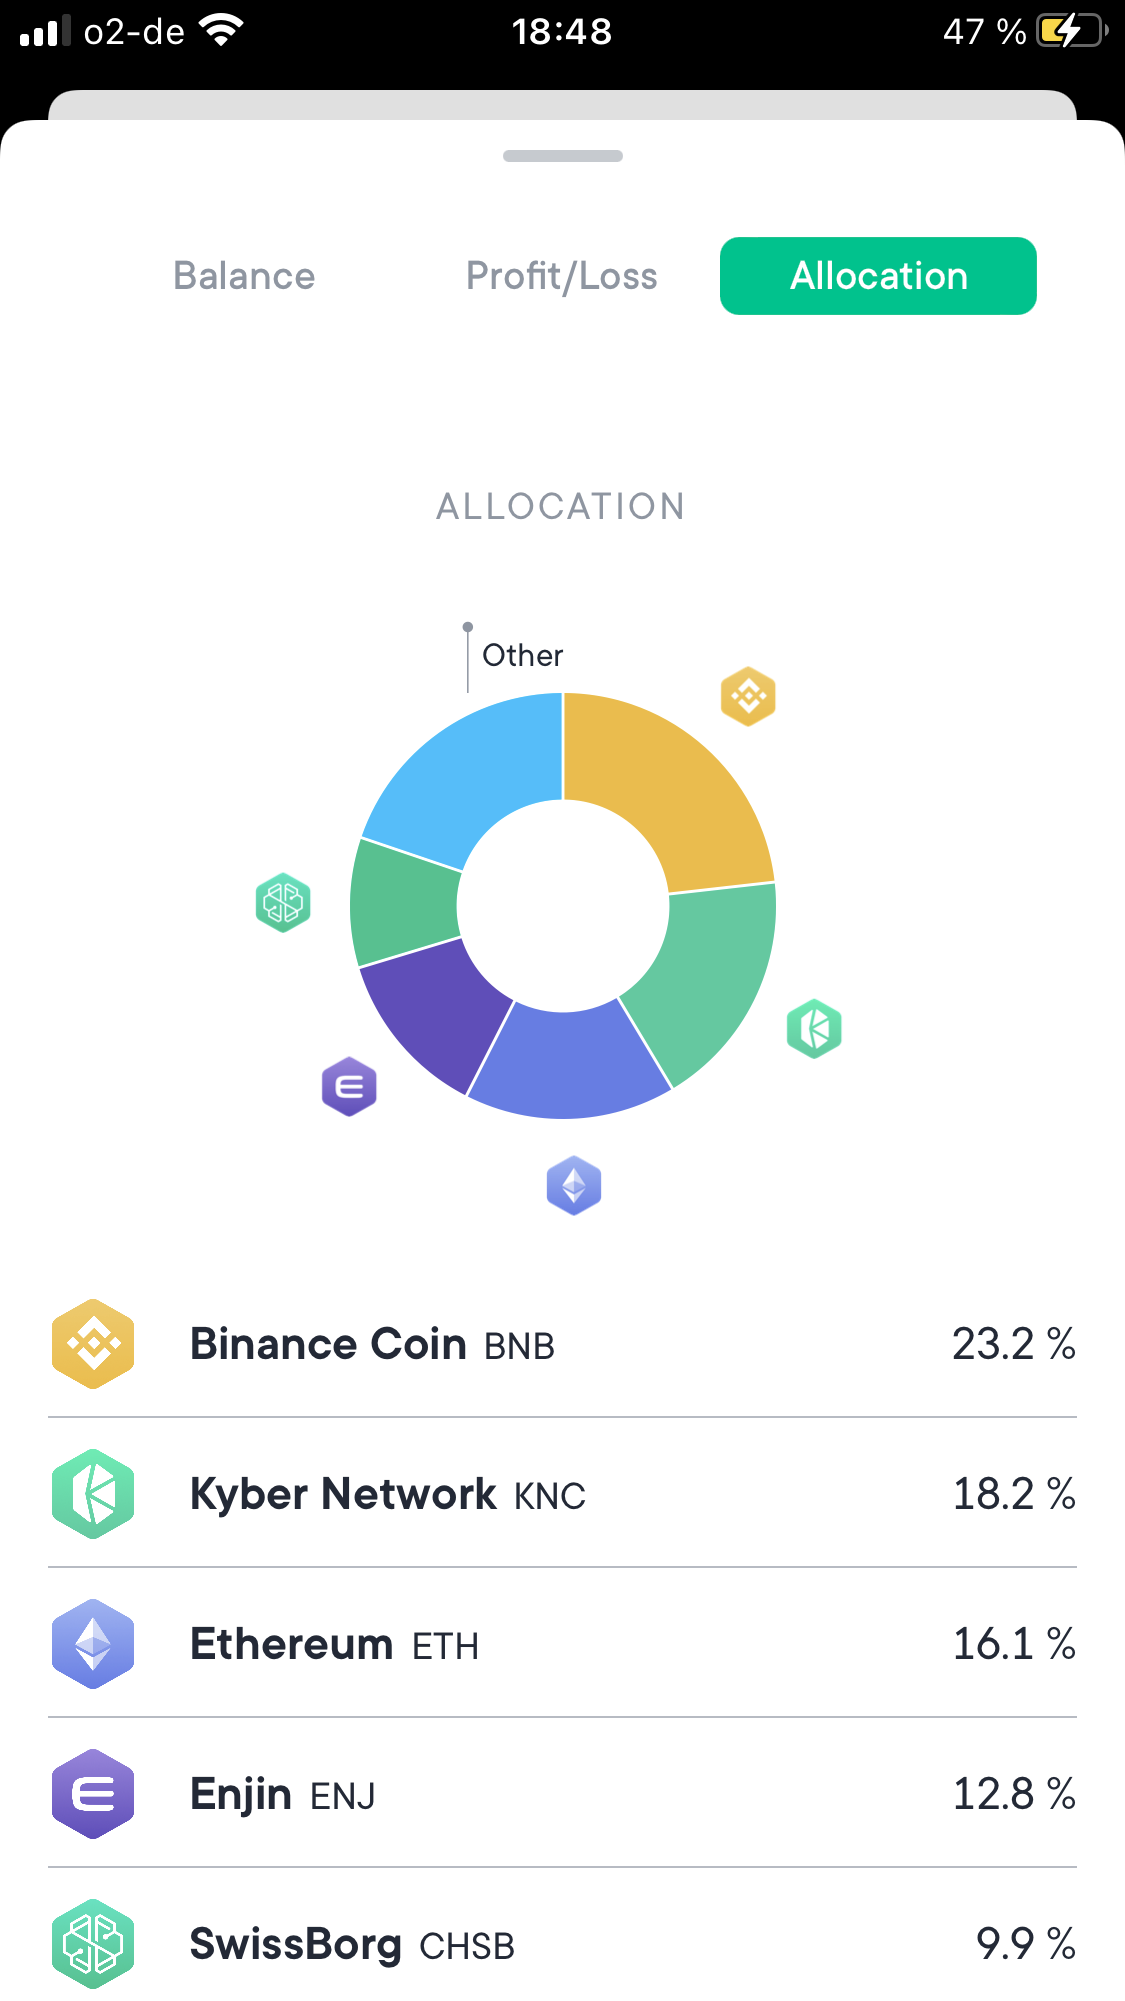 o2-de 18:48 47 %
Balance Profit/Loss Allocation
ALLOCATION
Other
Binance Coin BNB 23.2 %
Kyber Network KNC 18.2 %
Ethereum ETH 16.1 %
Enjin ENJ 12.8 %
SwissBorg CHSB 9.9 %